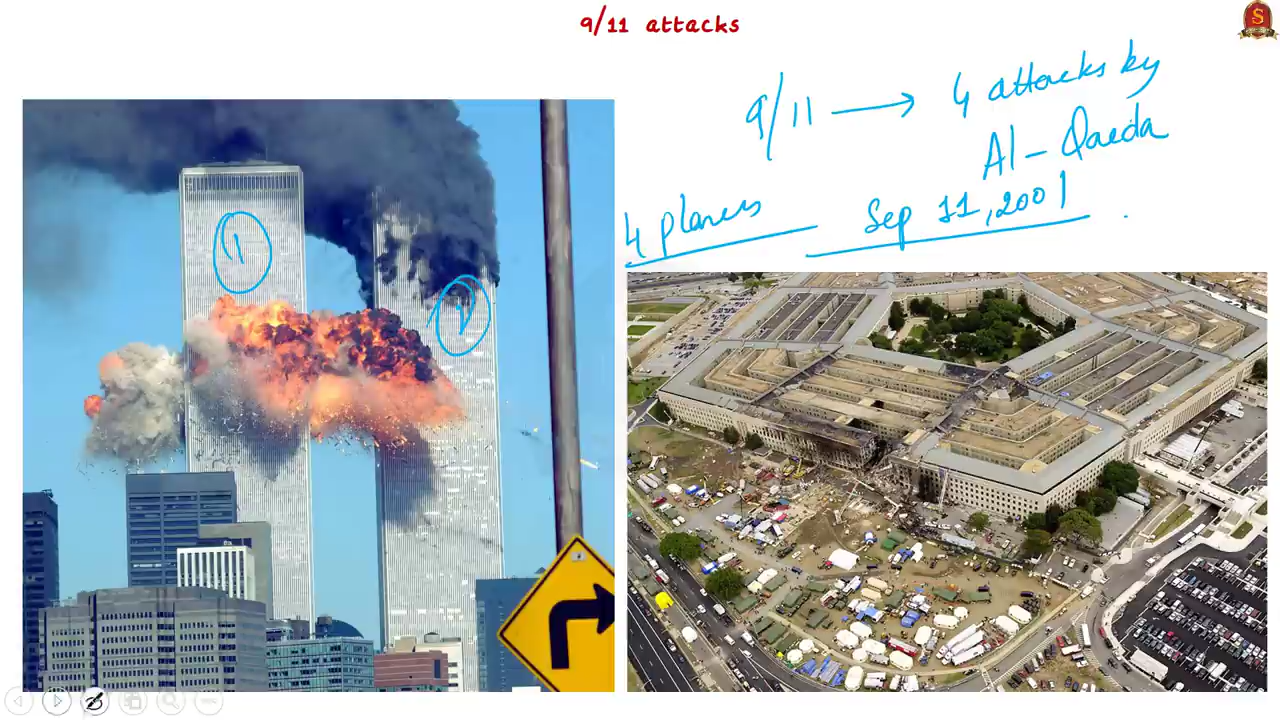 9/11 attacks
S
9/11 → 4 attacks by
Al-Qaeda
4 planes Sep 11, 2001
1
2